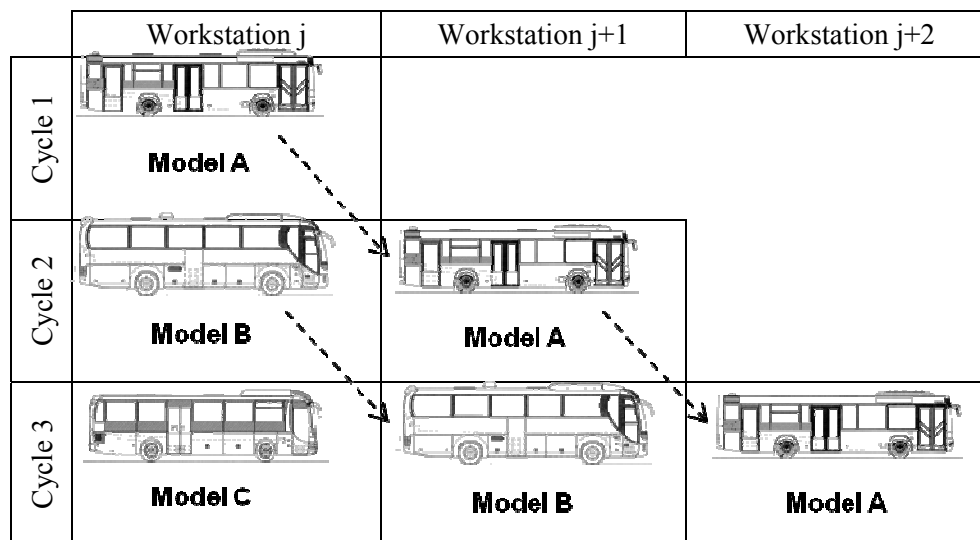 Workstation j Workstation j+1 Workstation j+2
Cycle 1
Model A
Cycle 2
Model B Model A
Cycle 3
Model C Model B Model A